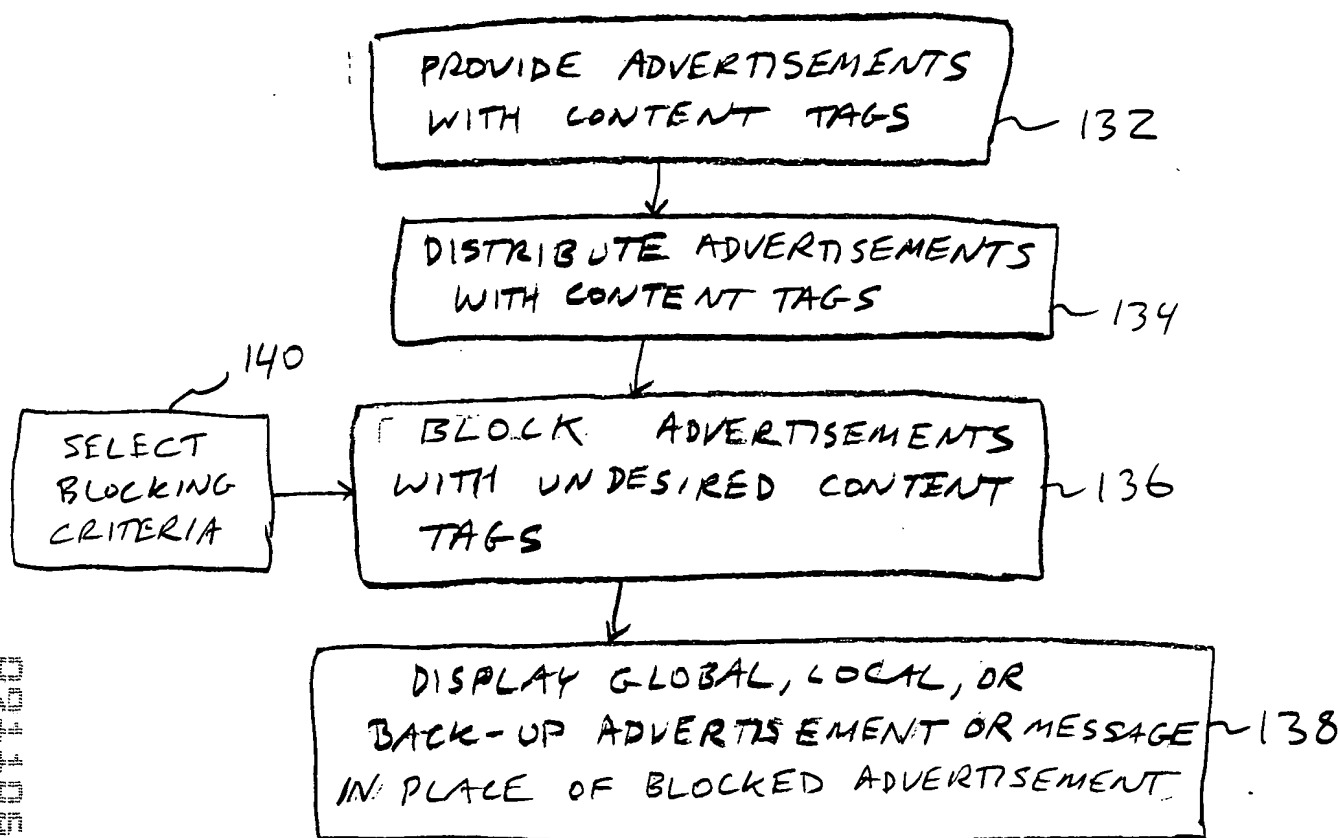 PROVIDE ADVERTISEMENTS
WITH CONTENT TAGS
132
DISTRIBUTE ADVERTISEMENTS
WITH CONTENT TAGS
134
140
SELECT
BLOCKING
CRITERIA
BLOCK ADVERTISEMENTS
WITH UNDESIRED CONTENT
TAGS
136
DISPLAY GLOBAL, LOCAL, OR
BACK-UP ADVERTISEMENT OR MESSAGE
IN PLACE OF BLOCKED ADVERTISEMENT
138